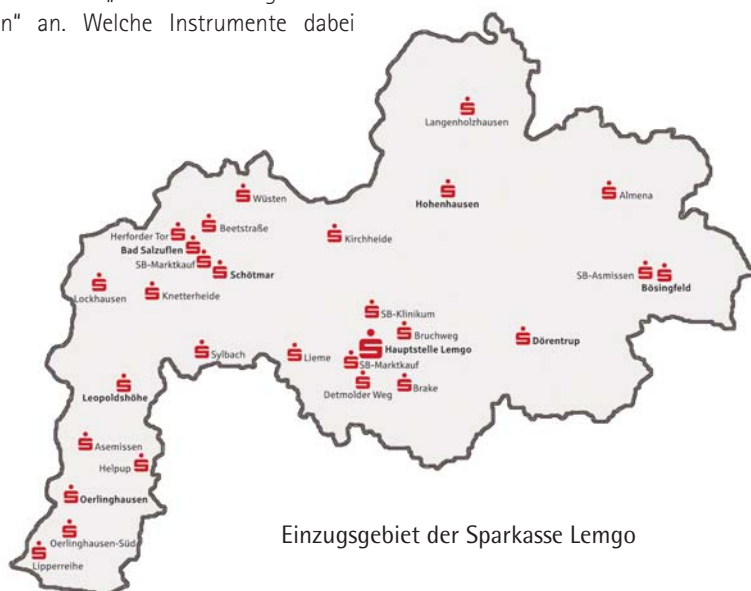 n" an. Welche Instrumente dabei
Langenholzhausen
Wüsten
Hohenhausen
Almena
Beetstraße
Herforder Tor
Kirchheide
Bad Salzuflen
SB-Marktkauf
Schötmar
SB-Asmissen
Bösingfeld
Lockhausen
Knetterheide
SB-Klinikum
Bruchweg
Dörentrup
Hauptstelle Lemgo
Sylbach
Lieme
SB-Marktkauf
Detmolder Weg
Brake
Leopoldshöhe
Asemissen
Helpup
Oerlinghausen
Oerlinghausen-Süd
Lipperreihe
Einzugsgebiet der Sparkasse Lemgo